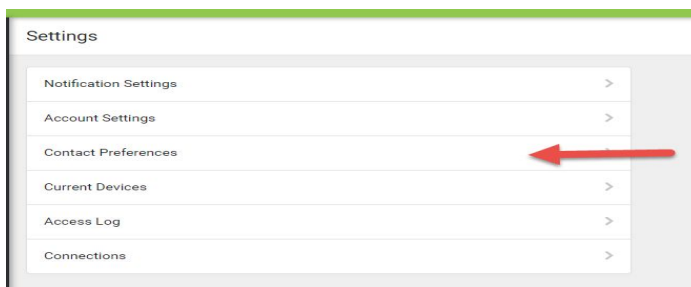 Settings
Notification Settings
Account Settings
Contact Preferences
Current Devices
Access Log
Connections